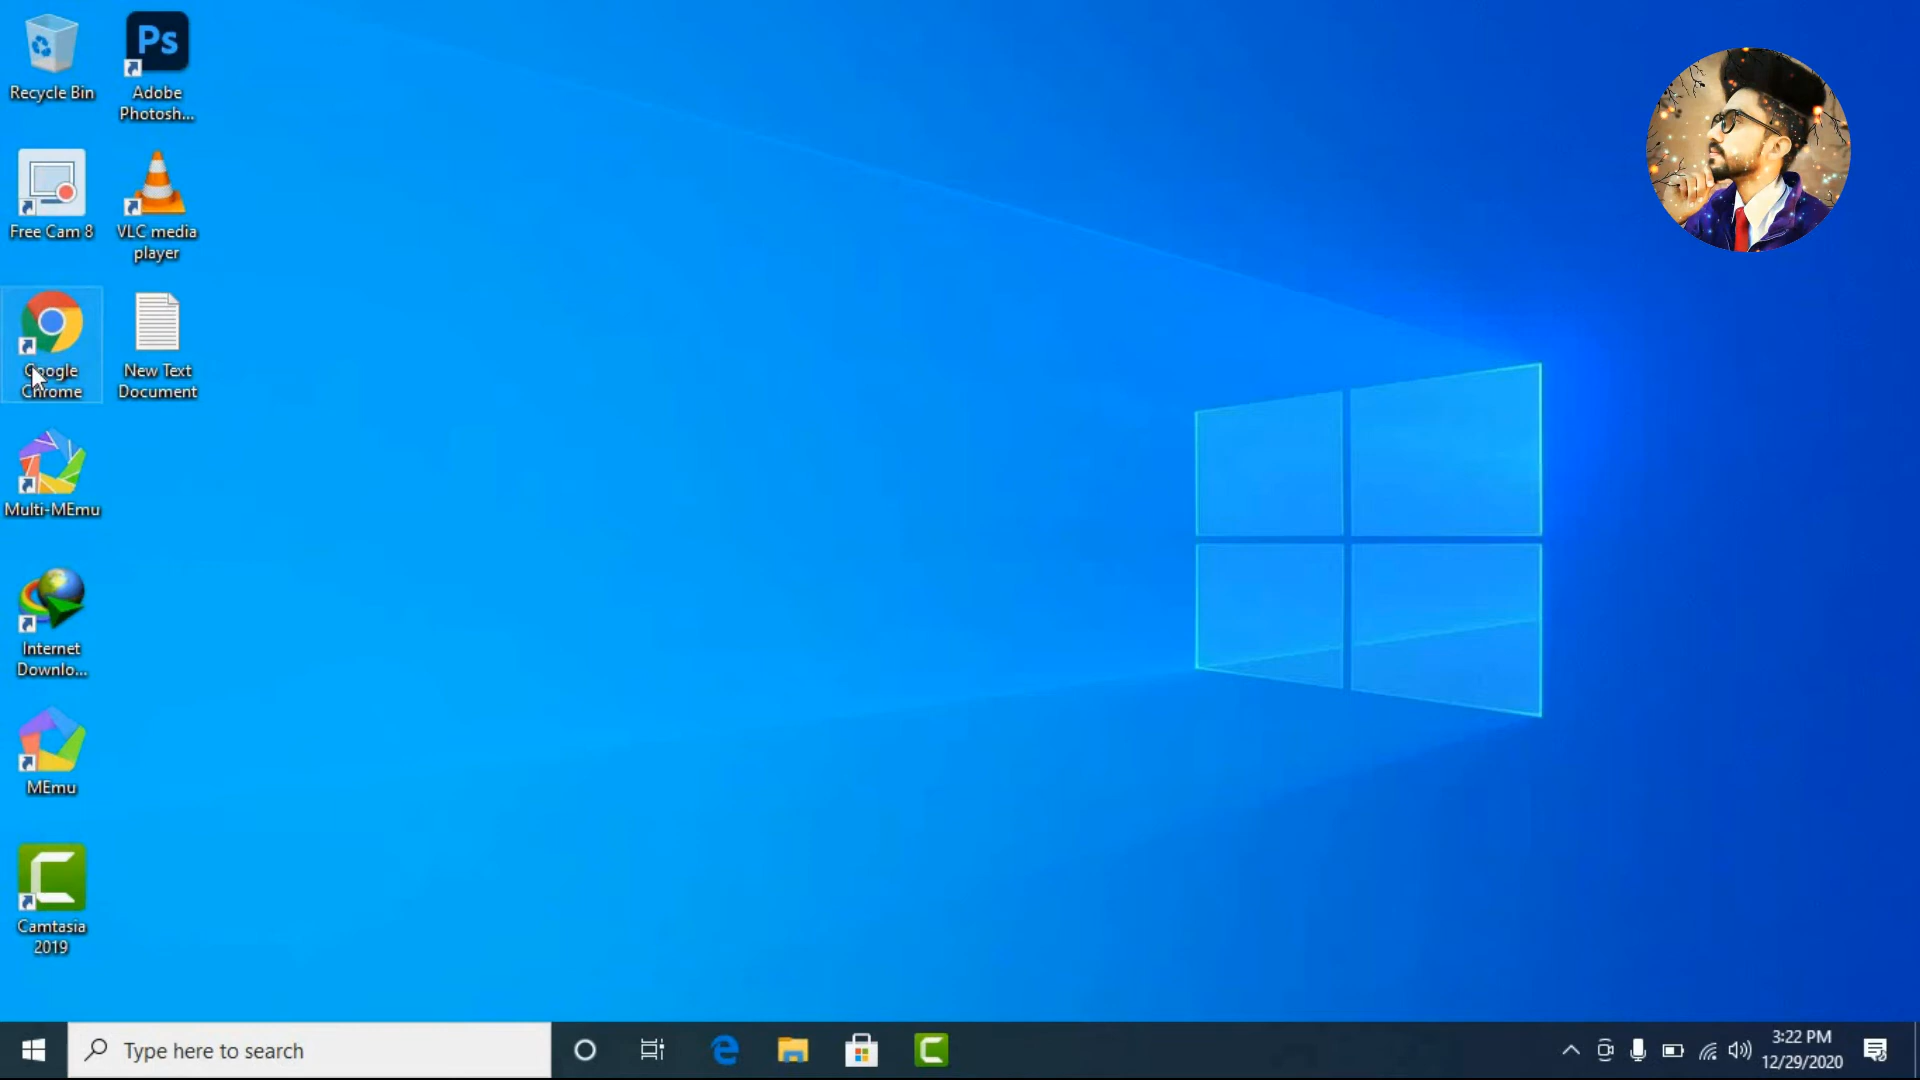 Recycle Bin
Ps
Adobe
Photosh...
Free Cam 8
VLC media
player
Google
Chrome
New Text
Document
Multi-MEmu
Internet
Downlo...
MEmu
Camtasia
2019
Type here to search
3:22 PM
12/29/2020